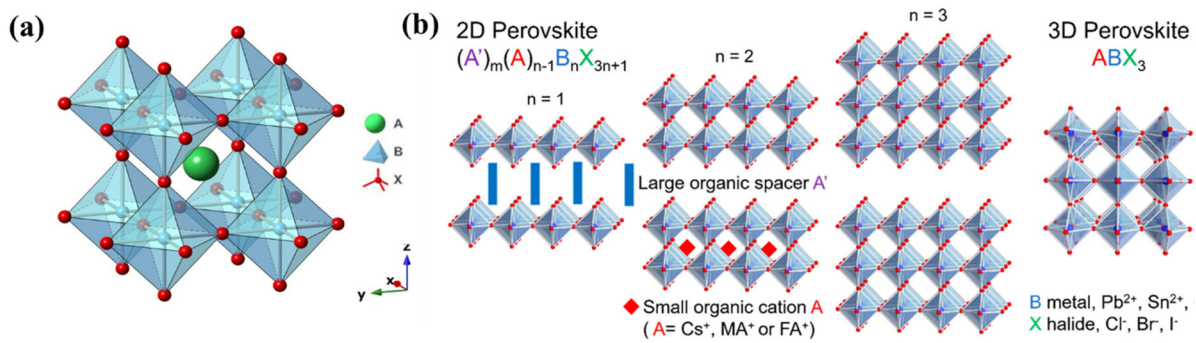 (a)
A
B
X
z
x
y
(b)
2D Perovskite
(A')ₘ(A)ₙ₋₁BₙX₃ₙ₊₁
n = 1
n = 2
n = 3
Large organic spacer A'
Small organic cation A
( A= Cs⁺, MA⁺ or FA⁺)
3D Perovskite
ABX₃
B metal, Pb²⁺, Sn²⁺,
X halide, Cl⁻, Br⁻, I⁻